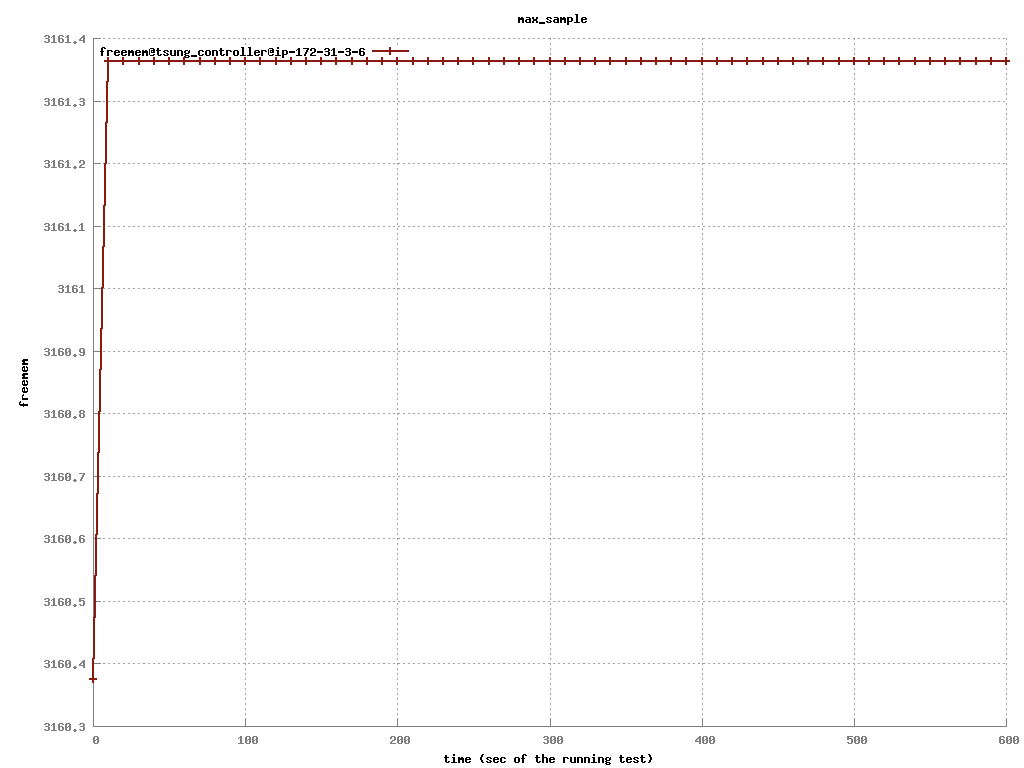 max_sample
freemem@tsung_controller@ip-172-31-3-6
3161.4
3161.3
3161.2
3161.1
3161
3160.9
3160.8
3160.7
3160.6
3160.5
3160.4
3160.3
freemem
0 100 200 300 400 500 600
time (sec of the running test)